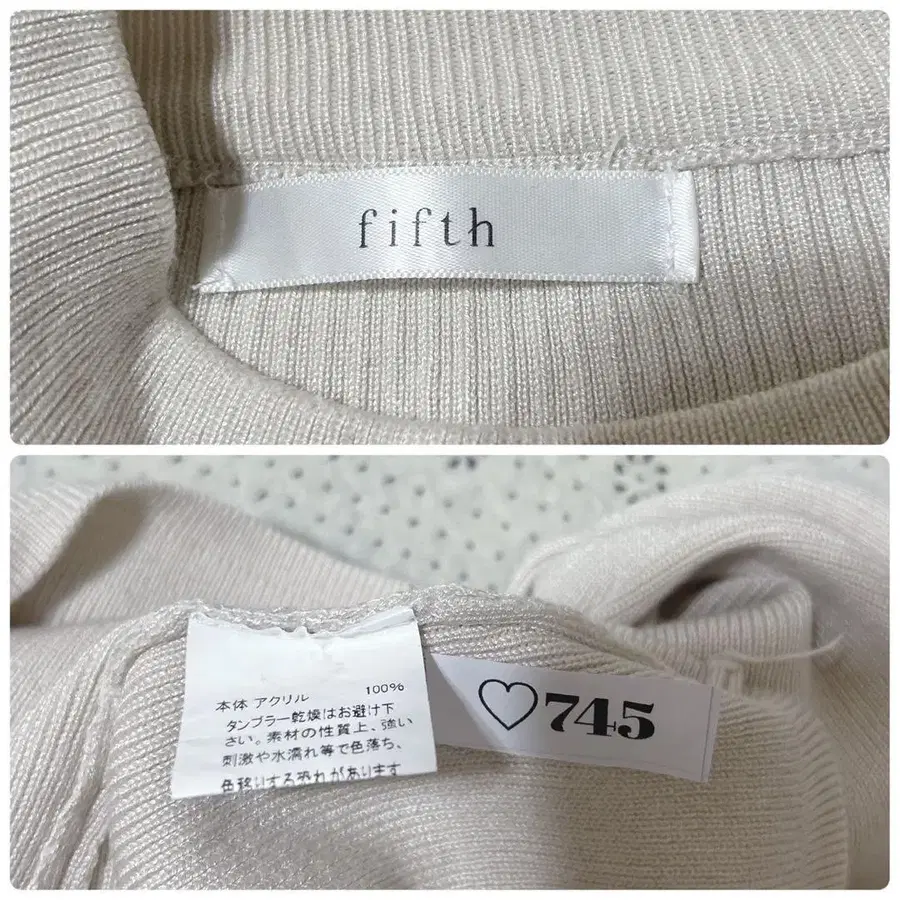 fifth
本体 アクリル 100%
タンブラー乾燥はお避け下
さい。素材の性質上、強い
刺激や水濡れ等で色落ち、
色移りする恐れがあります
♡745